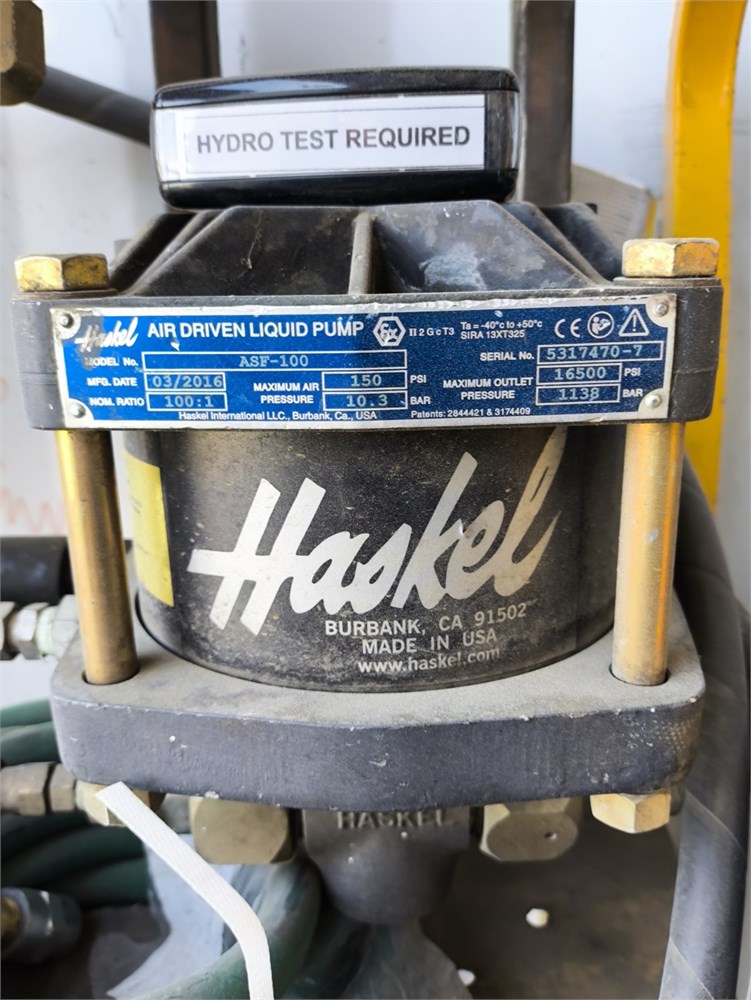 HYDRO TEST REQUIRED
Haskel AIR DRIVEN LIQUID PUMP Ex II 2 G c T3 Ta = -40°c to +50°c
SIRA 13XT325 CE
MODEL No. ASF-100 SERIAL No. 5317470-7
MFG. DATE 03/2016 MAXIMUM AIR PRESSURE 150 PSI MAXIMUM OUTLET PRESSURE 16500 PSI
NOM. RATIO 100:1 10.3 BAR 1138 BAR
Haskel International LLC., Burbank, Ca., USA Patents: 2844421 & 3174409
Haskel
BURBANK, CA 91502
MADE IN USA
www.haskel.com
HASKEL